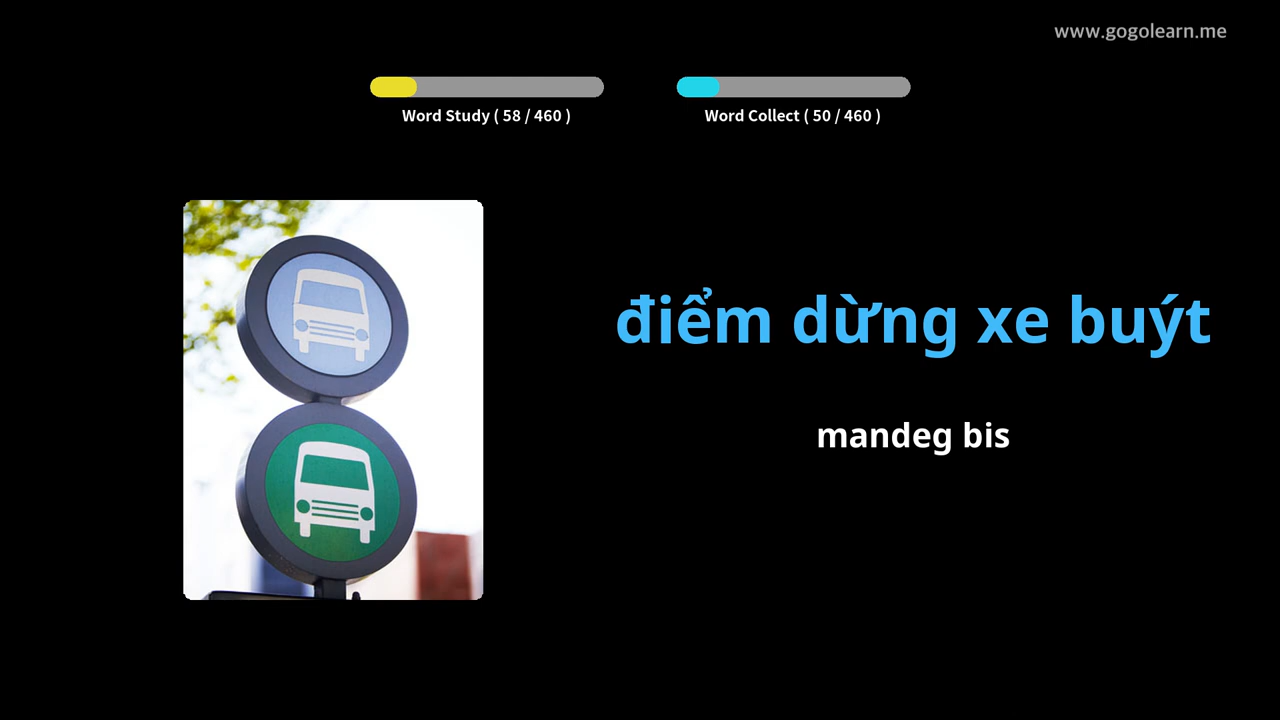 www.gogolearn.me
Word Study ( 58 / 460 )
Word Collect ( 50 / 460 )
điểm dừng xe buýt
mandeg bis